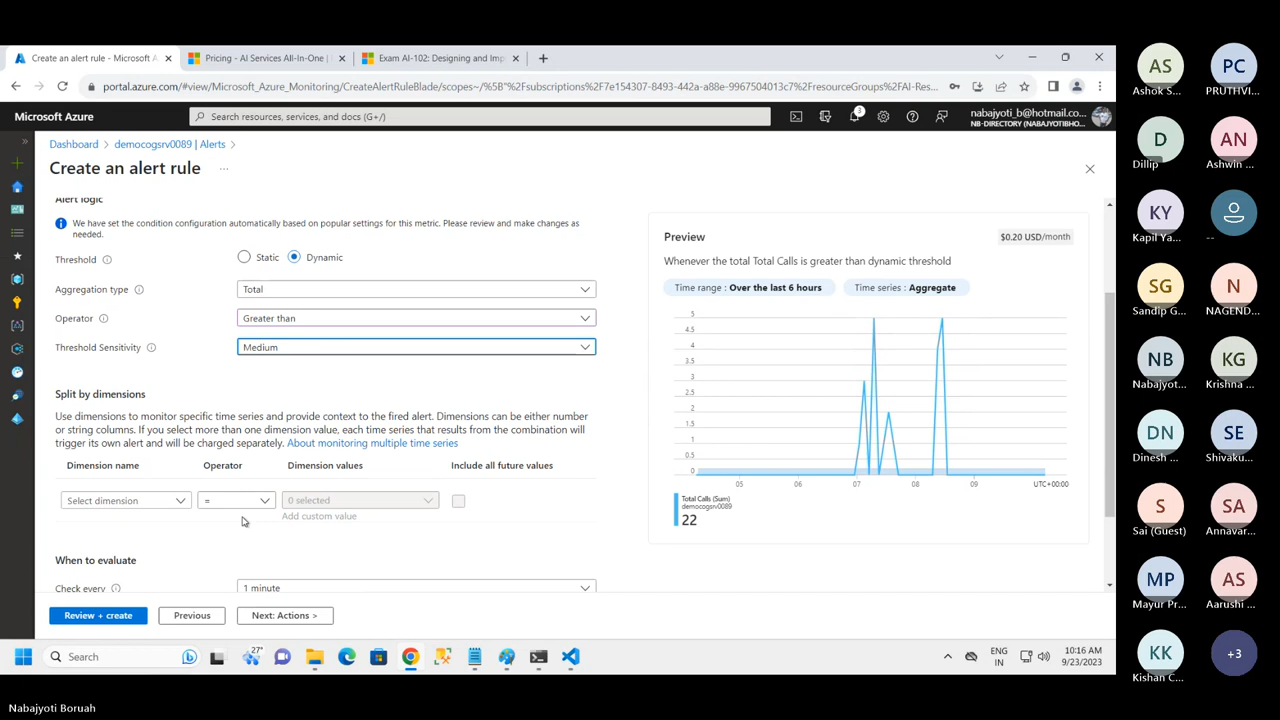 Create an alert rule - Microsoft A
Pricing - AI Services All-In-One |
Exam AI-102: Designing and Imp
portal.azure.com/#view/Microsoft_Azure_Monitoring/CreateAlertRuleBlade/scopes~/%5B"%2Fsubscriptions%2F7e154307-8493-442a-a88e-9967504013c7%2FresourceGroups%2FAI-Res...
Microsoft Azure
Search resources, services, and docs (G+/)
3
nabajyoti_b@hotmail.co...
NB-DIRECTORY (NABAJYOTIBHO...
Dashboard > democogsrv0089 | Alerts >
Create an alert rule ...
Alert logic
We have set the condition configuration automatically based on popular settings for this metric. Please review and make changes as
needed.
Threshold
Static
Dynamic
Aggregation type
Total
Operator
Greater than
Threshold Sensitivity
Medium
Split by dimensions
Use dimensions to monitor specific time series and provide context to the fired alert. Dimensions can be either number
or string columns. If you select more than one dimension value, each time series that results from the combination will
trigger its own alert and will be charged separately. About monitoring multiple time series
Dimension name Operator Dimension values Include all future values
Select dimension = 0 selected
Add custom value
When to evaluate
Check every
1 minute
Review + create
Previous
Next: Actions >
Preview
$0.20 USD/month
Whenever the total Total Calls is greater than dynamic threshold
Time range : Over the last 6 hours
Time series : Aggregate
5
4.5
4
3.5
3
2.5
2
1.5
1
0.5
0
05 06 07 08 09 UTC+00:00
Total Calls (Sum)
democogsrv0089
22
Search
27°
ENG
IN
10:16 AM
9/23/2023
AS
Ashok S...
PC
PRUTHVI...
D
Dillip
AN
Ashwin ...
KY
Kapil Ya...
--
SG
Sandip G...
N
NAGEND...
NB
Nabajyot...
KG
Krishna ...
DN
Dinesh ...
SE
Shivaku...
S
Sai (Guest)
SA
Annavar...
MP
Mayur Pr...
AS
Aarushi ...
KK
Kishan C...
+3
Nabajyoti Boruah